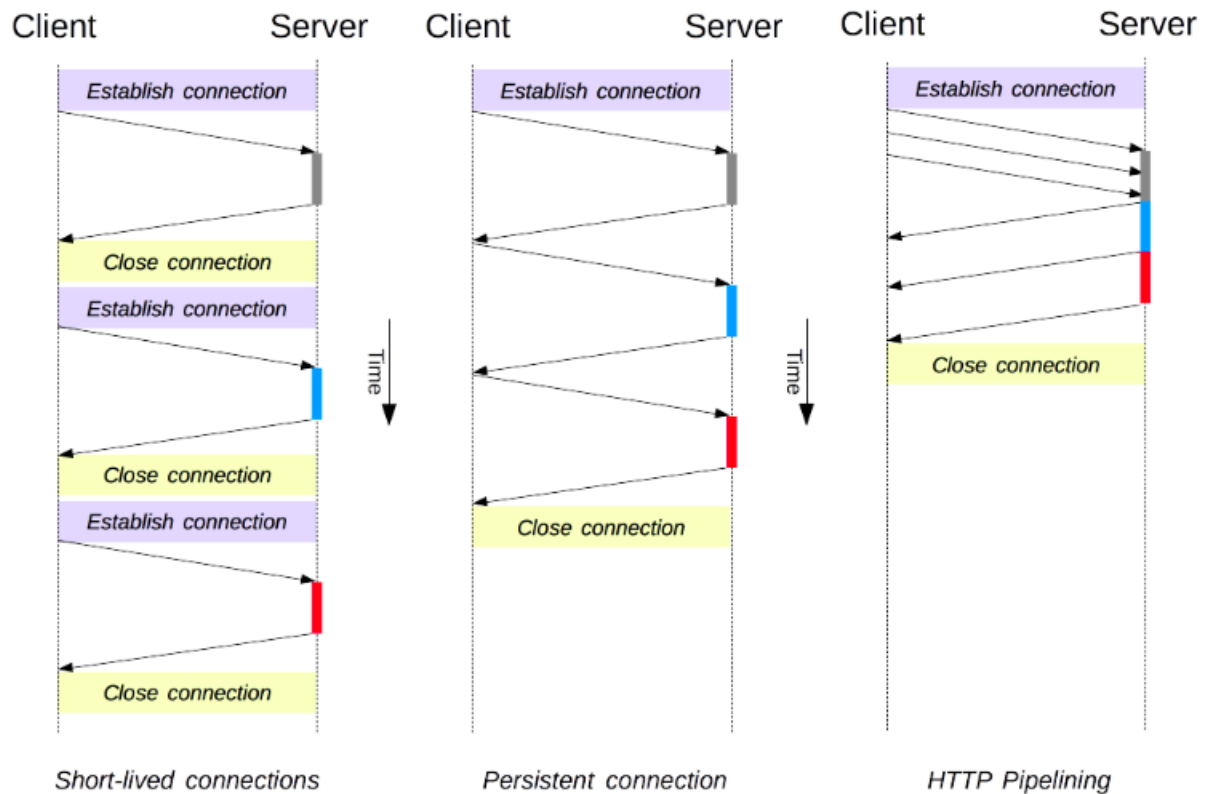 Client Server
Establish connection
Close connection
Establish connection
Close connection
Establish connection
Close connection
Short-lived connections
Time
Client Server
Establish connection
Close connection
Persistent connection
Time
Client Server
Establish connection
Close connection
HTTP Pipelining